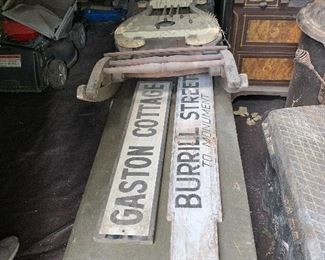 GASTON COTTAGE
BURRILL STREET
TO MONUMENT